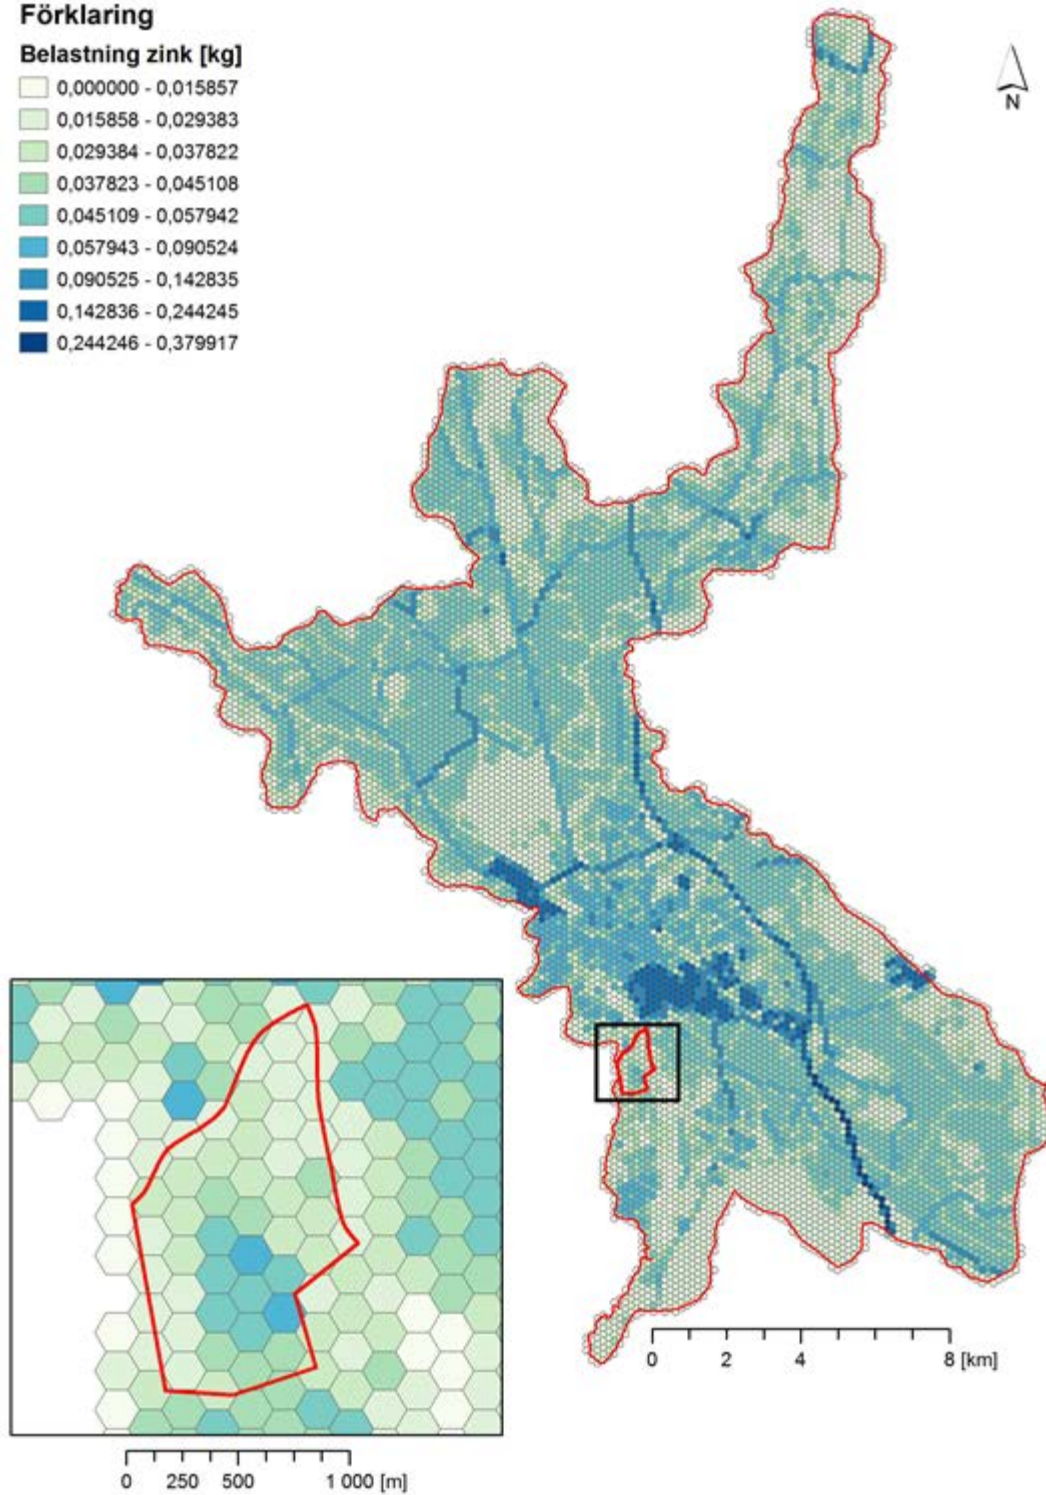 Förklaring
Belastning zink [kg]
0,000000 - 0,015857
0,015858 - 0,029383
0,029384 - 0,037822
0,037823 - 0,045108
0,045109 - 0,057942
0,057943 - 0,090524
0,090525 - 0,142835
0,142836 - 0,244245
0,244246 - 0,379917
N
0 2 4 8 [km]
0 250 500 1 000 [m]